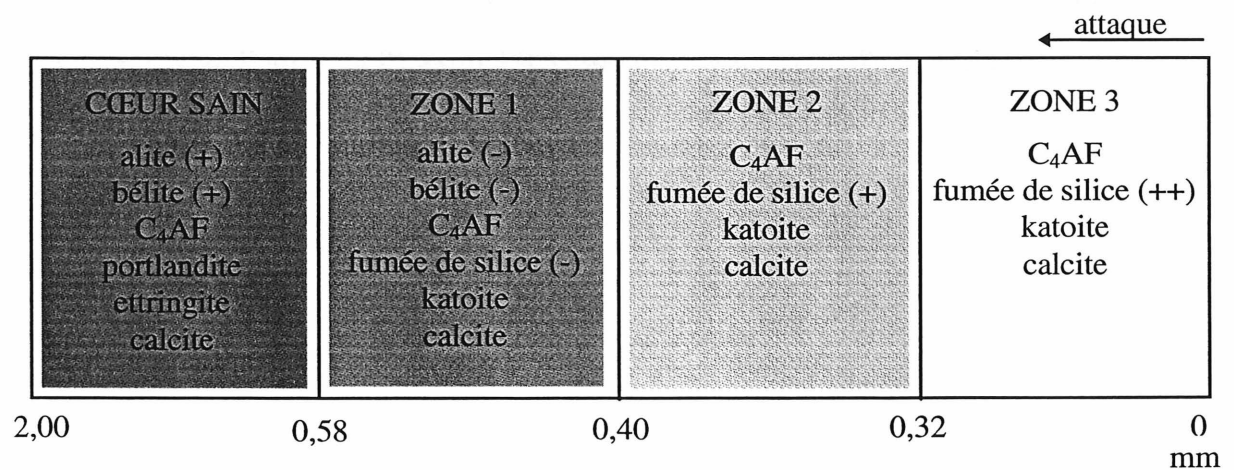 attaque
CŒUR SAIN
alite (+)
bélite (+)
C₄AF
portlandite
ettringite
calcite
ZONE 1
alite (-)
bélite (-)
C₄AF
fumée de silice (-)
katoite
calcite
ZONE 2
C₄AF
fumée de silice (+)
katoite
calcite
ZONE 3
C₄AF
fumée de silice (++)
katoite
calcite
2,00 0,58 0,40 0,32 0
mm